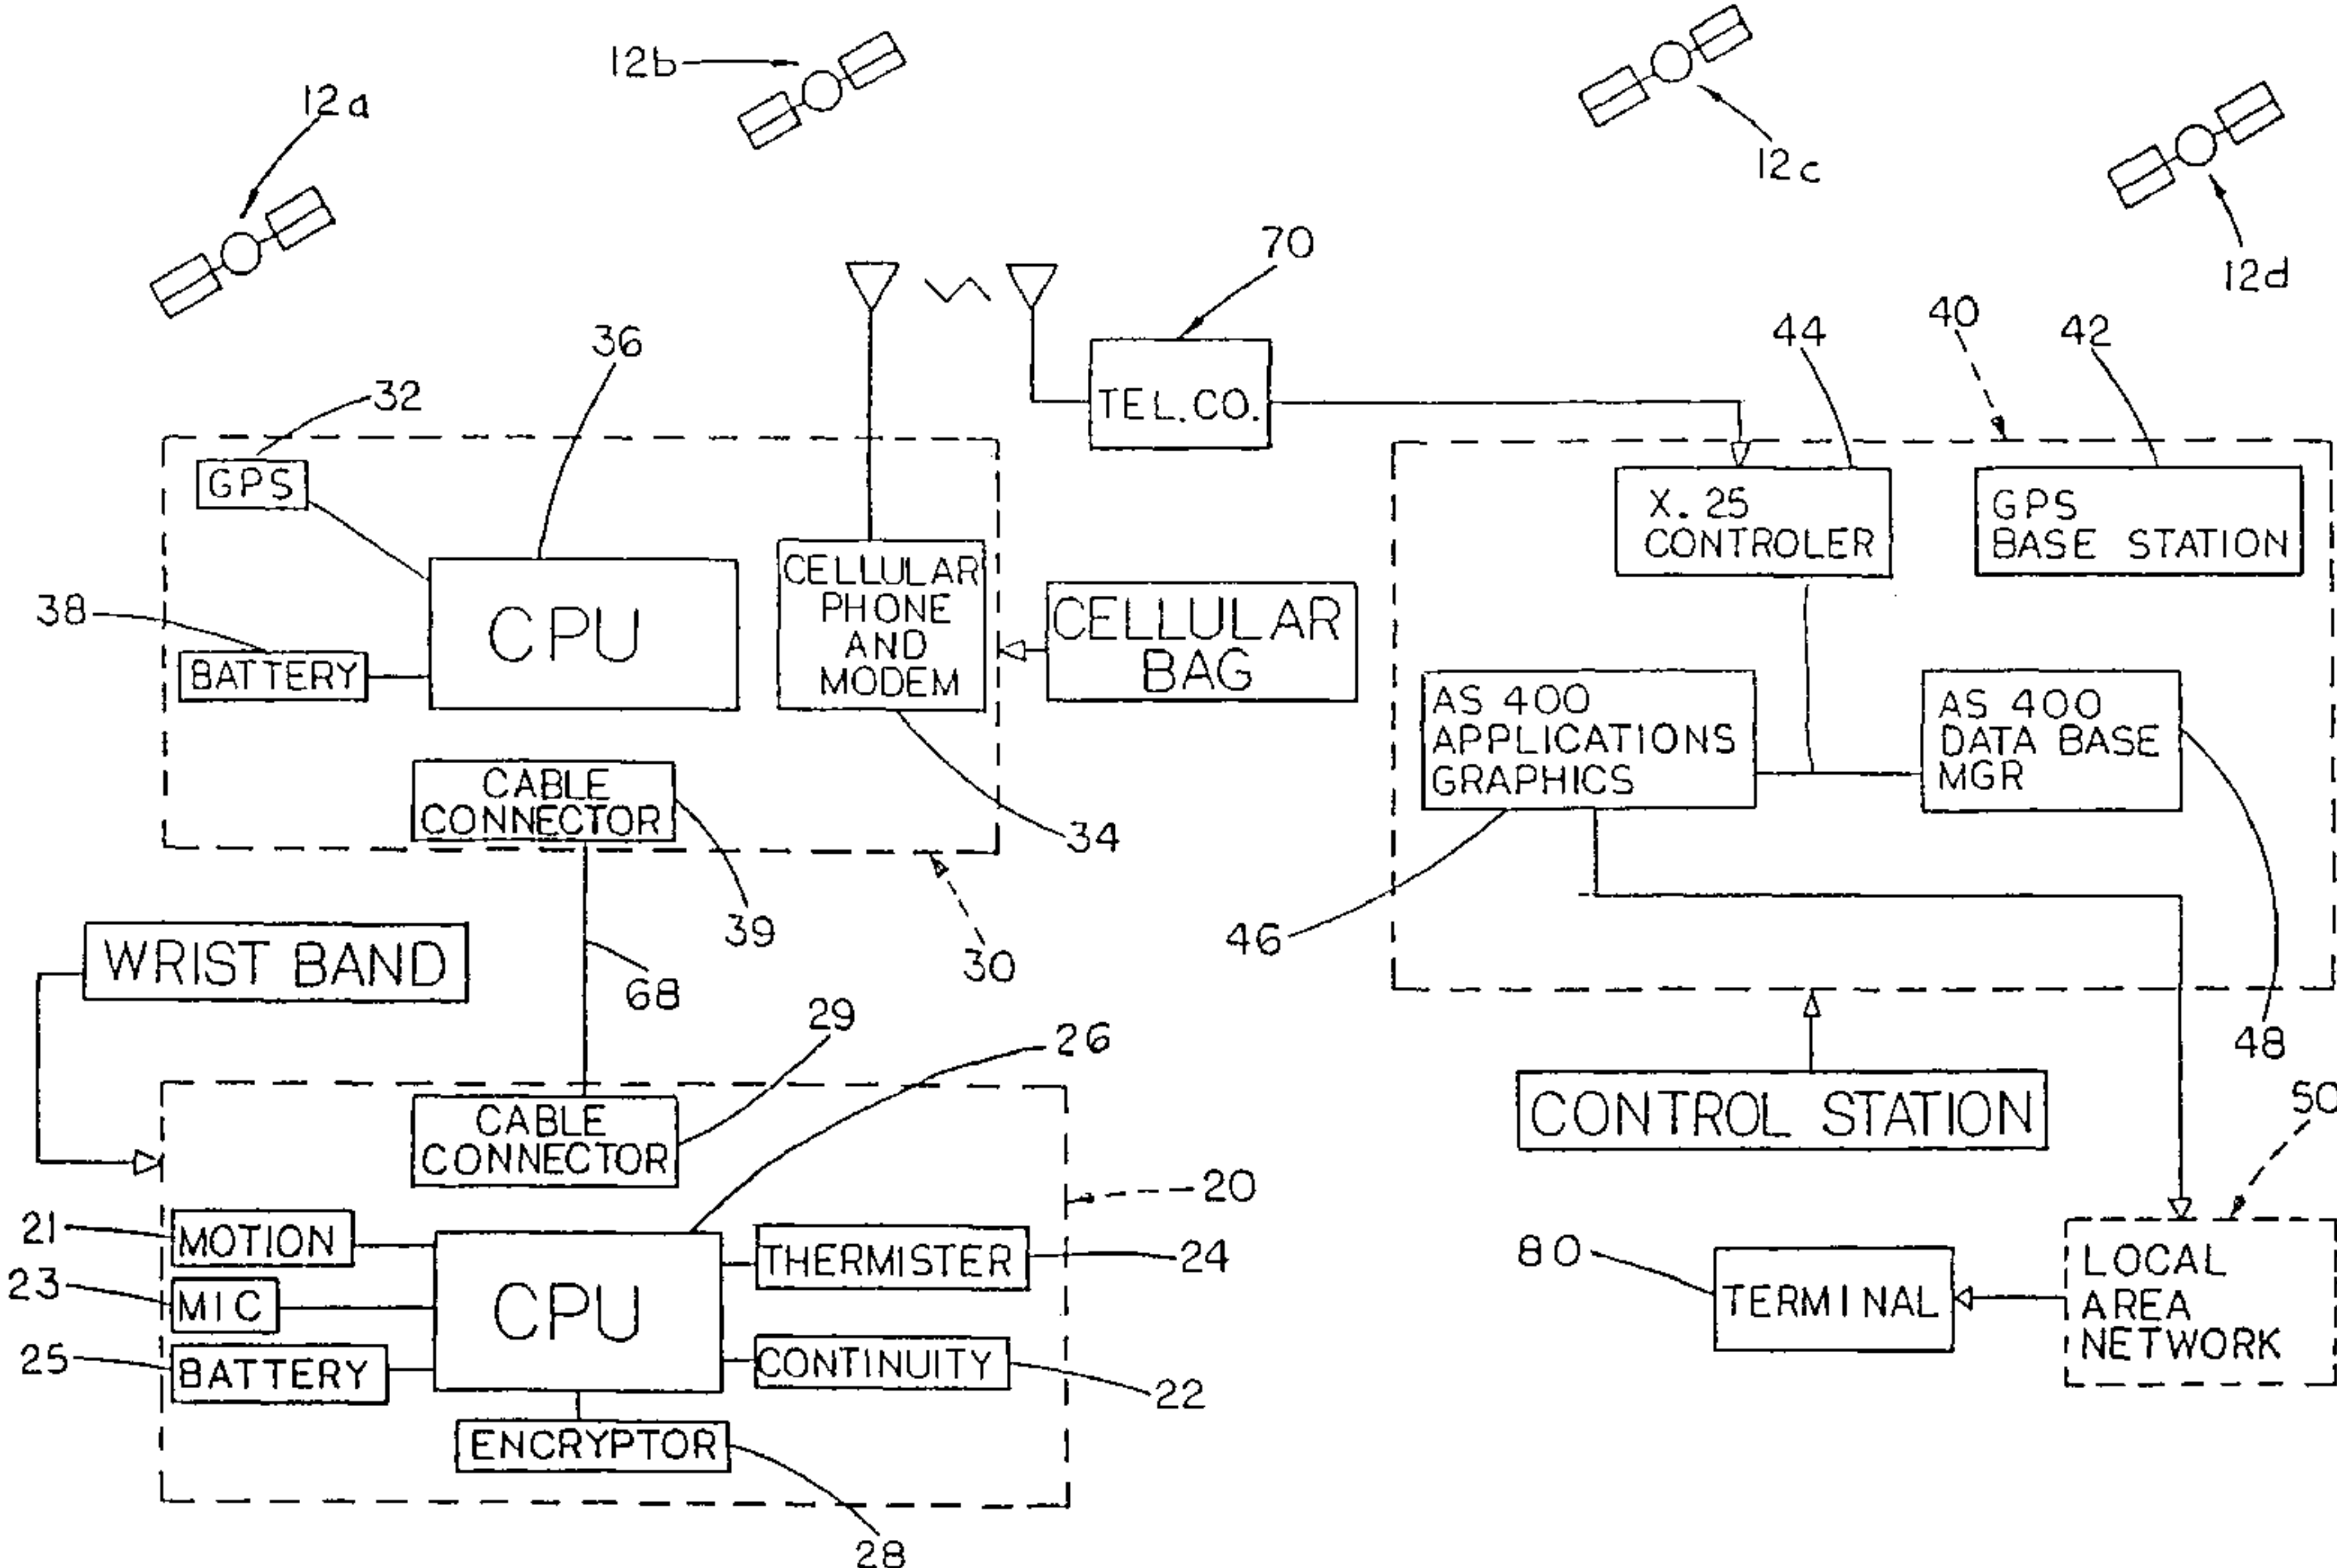 12a
12b
12c
12d
70
36
32
44
40
42
TEL.CO.
GPS
38
CPU
BATTERY
CELLULAR
PHONE
AND
MODEM
CELLULAR
BAG
X.25
CONTROLER
GPS
BASE STATION
AS 400
APPLICATIONS
GRAPHICS
AS 400
DATA BASE
MGR
CABLE
CONNECTOR
34
39
30
46
48
WRIST BAND
68
29
26
CONTROL STATION
50
CABLE
CONNECTOR
20
21
MOTION
23
MIC
25
BATTERY
CPU
THERMISTER
24
CONTINUITY
22
ENCRYPTOR
28
80
TERMINAL
LOCAL
AREA
NETWORK